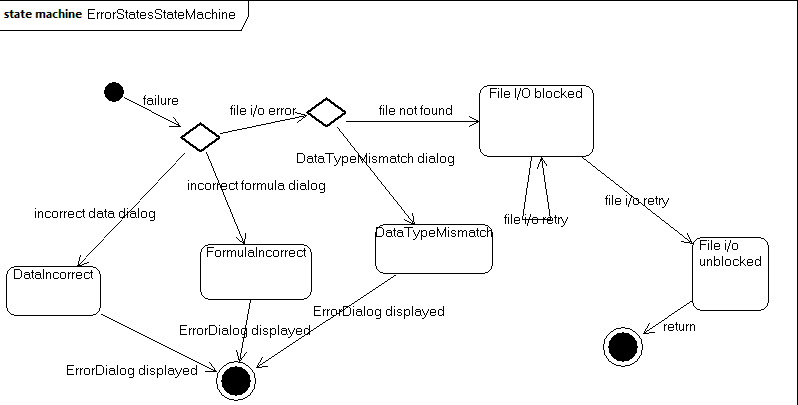 state machine ErrorStatesStateMachine
failure
file i/o error
file not found
File I/O blocked
DataTypeMismatch dialog
incorrect formula dialog
incorrect data dialog
file i/o retry
file i/o retry
DataTypeMismatch
File i/o
unblocked
FormulaIncorrect
DataIncorrect
ErrorDialog displayed
ErrorDialog displayed
return
ErrorDialog displayed